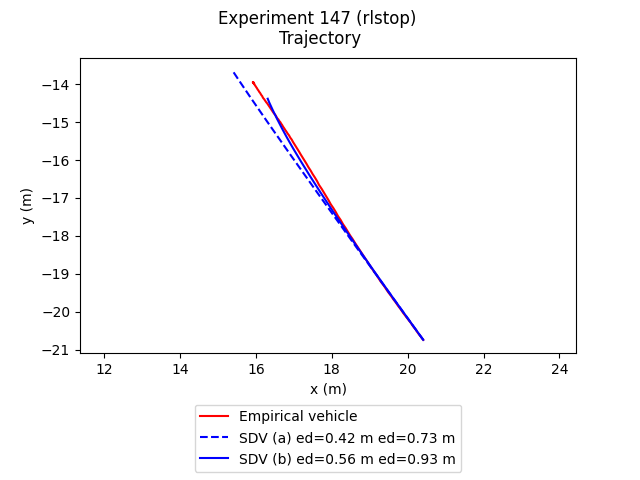 Experiment 147 (rlstop)
Trajectory
−14
−15
−16
−17
−18
−19
−20
−21
y (m)
12 14 16 18 20 22 24
x (m)
Empirical vehicle
SDV (a) ed=0.42 m ed=0.73 m
SDV (b) ed=0.56 m ed=0.93 m